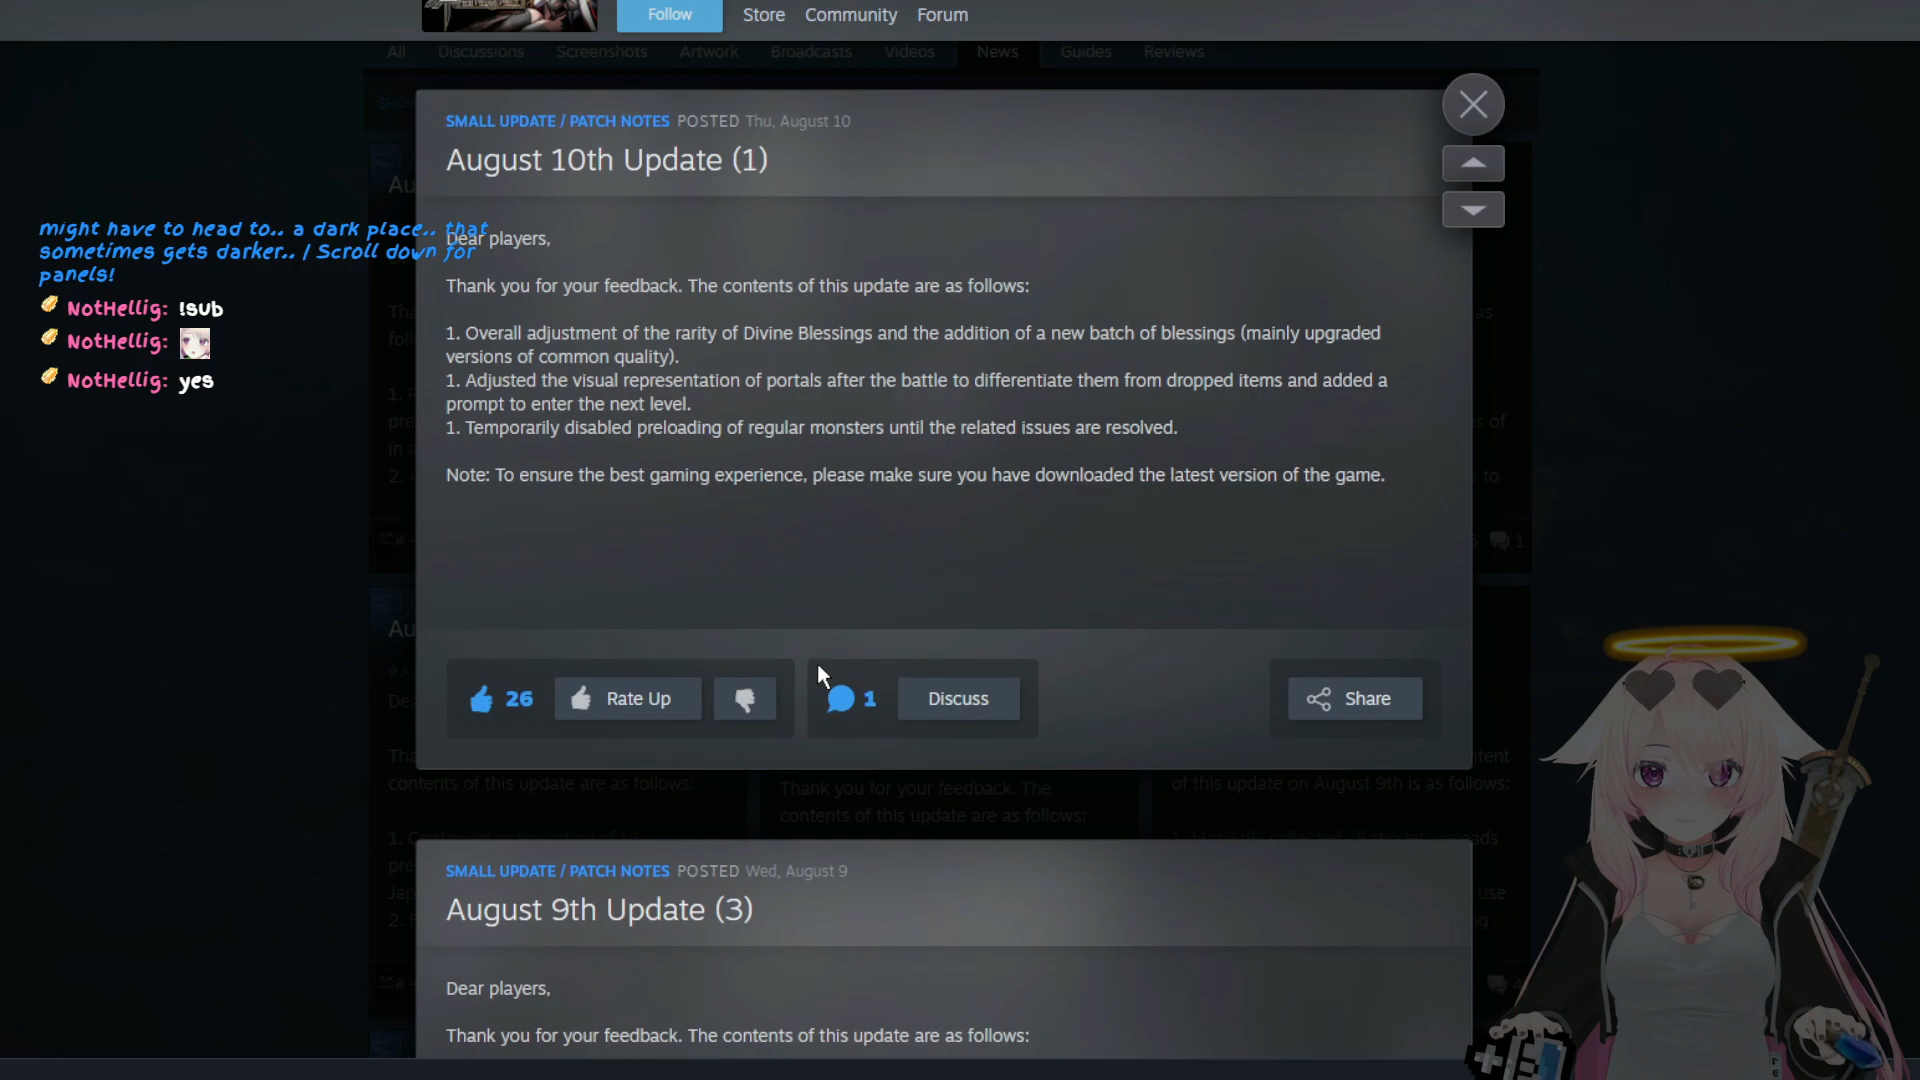 Follow
Store
Community
Forum
All
Discussions
Screenshots
Artwork
Broadcasts
Videos
News
Guides
Reviews
SMALL UPDATE / PATCH NOTES POSTED Thu, August 10
August 10th Update (1)
Dear players,
Thank you for your feedback. The contents of this update are as follows:
1. Overall adjustment of the rarity of Divine Blessings and the addition of a new batch of blessings (mainly upgraded
versions of common quality).
1. Adjusted the visual representation of portals after the battle to differentiate them from dropped items and added a
prompt to enter the next level.
1. Temporarily disabled preloading of regular monsters until the related issues are resolved.
Note: To ensure the best gaming experience, please make sure you have downloaded the latest version of the game.
might have to head to.. a dark place.. that
sometimes gets darker.. / Scroll down for
panels!
NotHellig: !sub
NotHellig:
NotHellig: yes
26
Rate Up
1
Discuss
Share
contents of this update are as follows:
Thank you for your feedback. The
contents of this update are as follows:
of this update on August 9th is as follows:
SMALL UPDATE / PATCH NOTES POSTED Wed, August 9
August 9th Update (3)
Dear players,
Thank you for your feedback. The contents of this update are as follows: